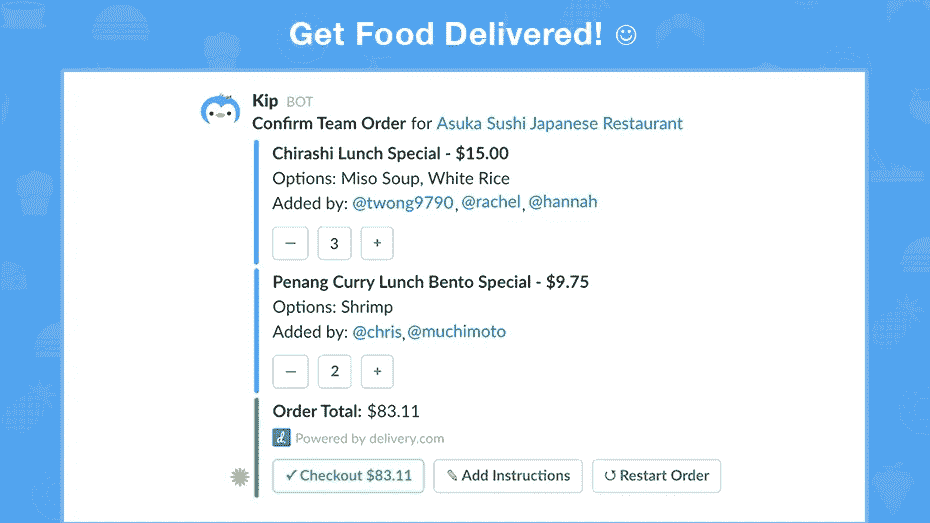 Get Food Delivered! ☺
Kip BOT
Confirm Team Order for Asuka Sushi Japanese Restaurant
Chirashi Lunch Special - $15.00
Options: Miso Soup, White Rice
Added by: @twong9790, @rachel, @hannah
— 3 +
Penang Curry Lunch Bento Special - $9.75
Options: Shrimp
Added by: @chris, @muchimoto
— 2 +
Order Total: $83.11
d Powered by delivery.com
✓ Checkout $83.11 ✎ Add Instructions ↺ Restart Order